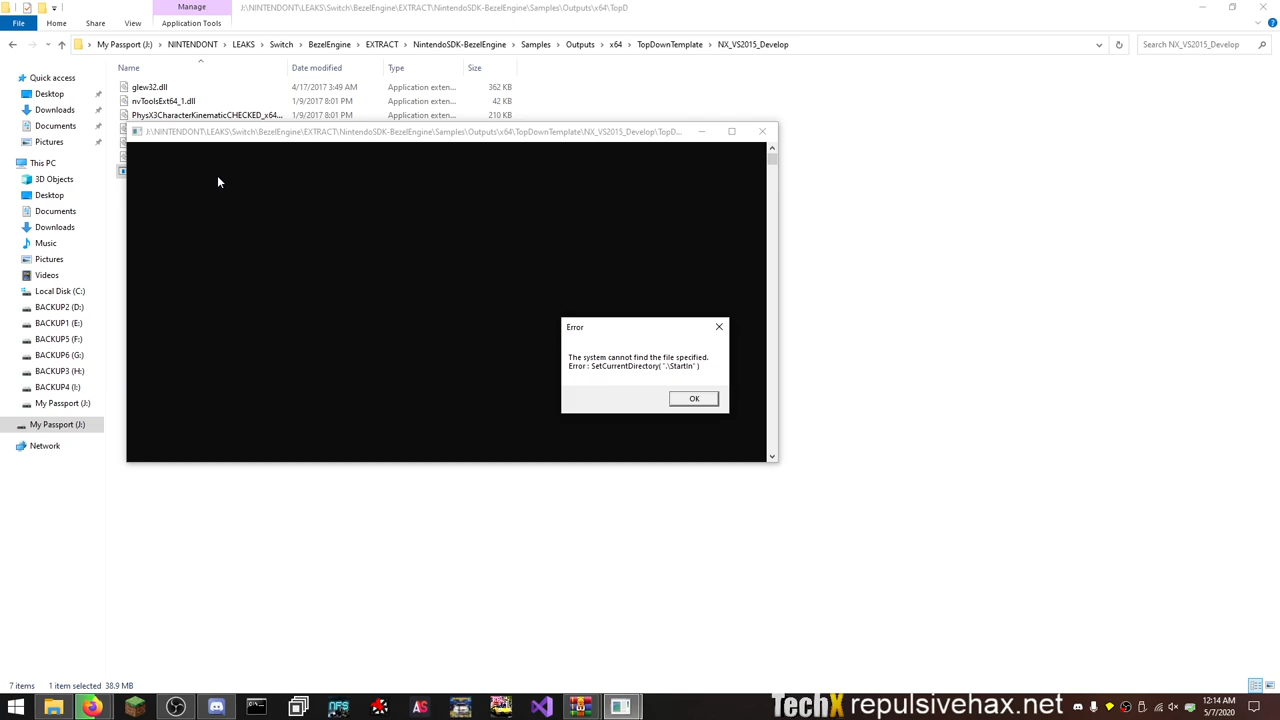 Manage
J:\NINTENDONT\LEAKS\Switch\BezelEngine\EXTRACT\NintendoSDK-BezelEngine\Samples\Outputs\x64\TopD
File Home Share View Application Tools
My Passport (J:) NINTENDONT LEAKS Switch BezelEngine EXTRACT NintendoSDK-BezelEngine Samples Outputs x64 TopDownTemplate NX_VS2015_Develop Search NX_VS2015_Develop
Name Date modified Type Size
Quick access
Desktop
Downloads
Documents
Pictures
This PC
3D Objects
Desktop
Documents
Downloads
Music
Pictures
Videos
Local Disk (C:)
BACKUP2 (D:)
BACKUP1 (E:)
BACKUP5 (F:)
BACKUP6 (G:)
BACKUP3 (H:)
BACKUP4 (I:)
My Passport (J:)
My Passport (J:)
Network
glew32.dll 4/17/2017 3:49 AM Application exten... 362 KB
nvToolsExt64_1.dll 1/9/2017 8:01 PM Application exten... 42 KB
PhysX3CharacterKinematicCHECKED_x64... 1/9/2017 8:01 PM Application exten... 210 KB
J:\NINTENDONT\LEAKS\Switch\BezelEngine\EXTRACT\NintendoSDK-BezelEngine\Samples\Outputs\x64\TopDownTemplate\NX_VS2015_Develop\TopD...
Error
The system cannot find the file specified.
Error : SetCurrentDirectory( ".\StartIn" )
OK
7 items 1 item selected 38.9 MB
NFS
AS
TechX repulsivehax.net
12:14 AM
5/7/2020